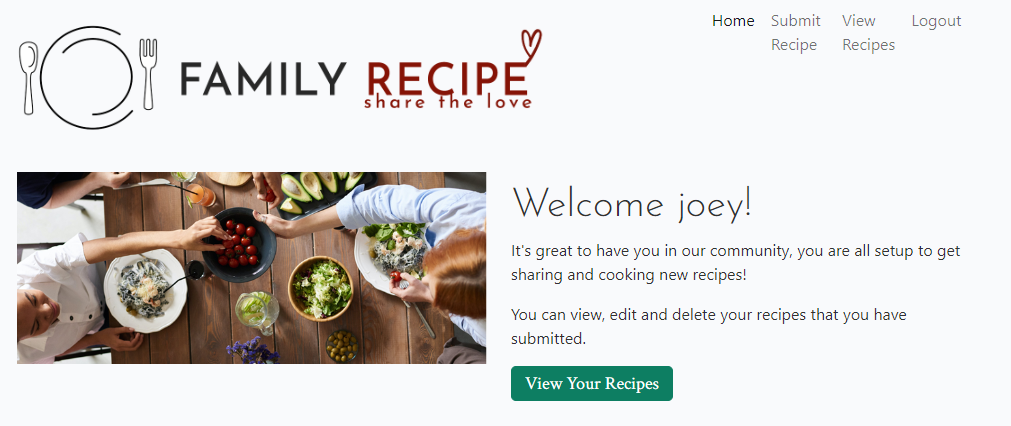 Home Submit Recipe View Recipes Logout
FAMILY RECIPE
share the love
Welcome joey!
It's great to have you in our community, you are all setup to get
sharing and cooking new recipes!
You can view, edit and delete your recipes that you have
submitted.
View Your Recipes